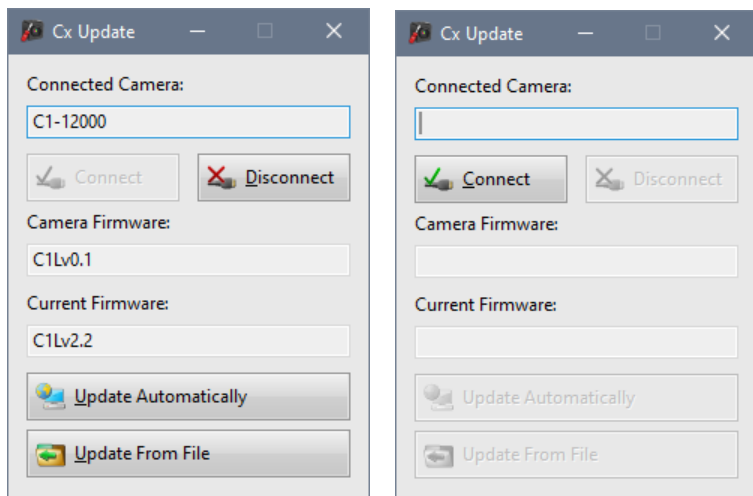 Cx Update
Connected Camera:
C1-12000
Connect
Disconnect
Camera Firmware:
C1Lv0.1
Current Firmware:
C1Lv2.2
Update Automatically
Update From File
Cx Update
Connected Camera:
Connect
Disconnect
Camera Firmware:
Current Firmware:
Update Automatically
Update From File